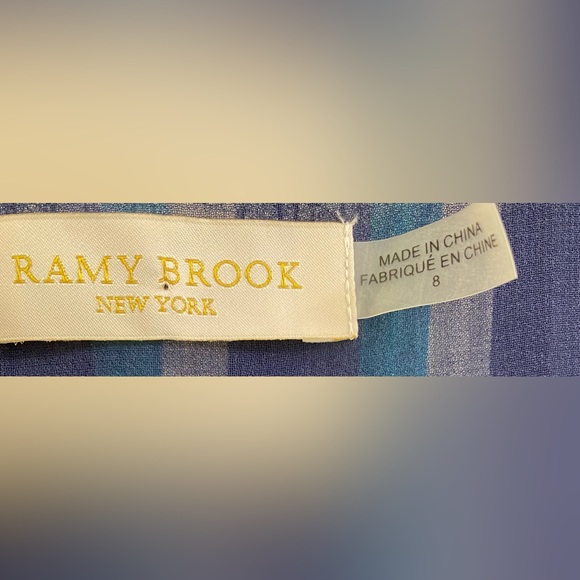 RAMY BROOK
NEW YORK
MADE IN CHINA
FABRIQUÉ EN CHINE
8